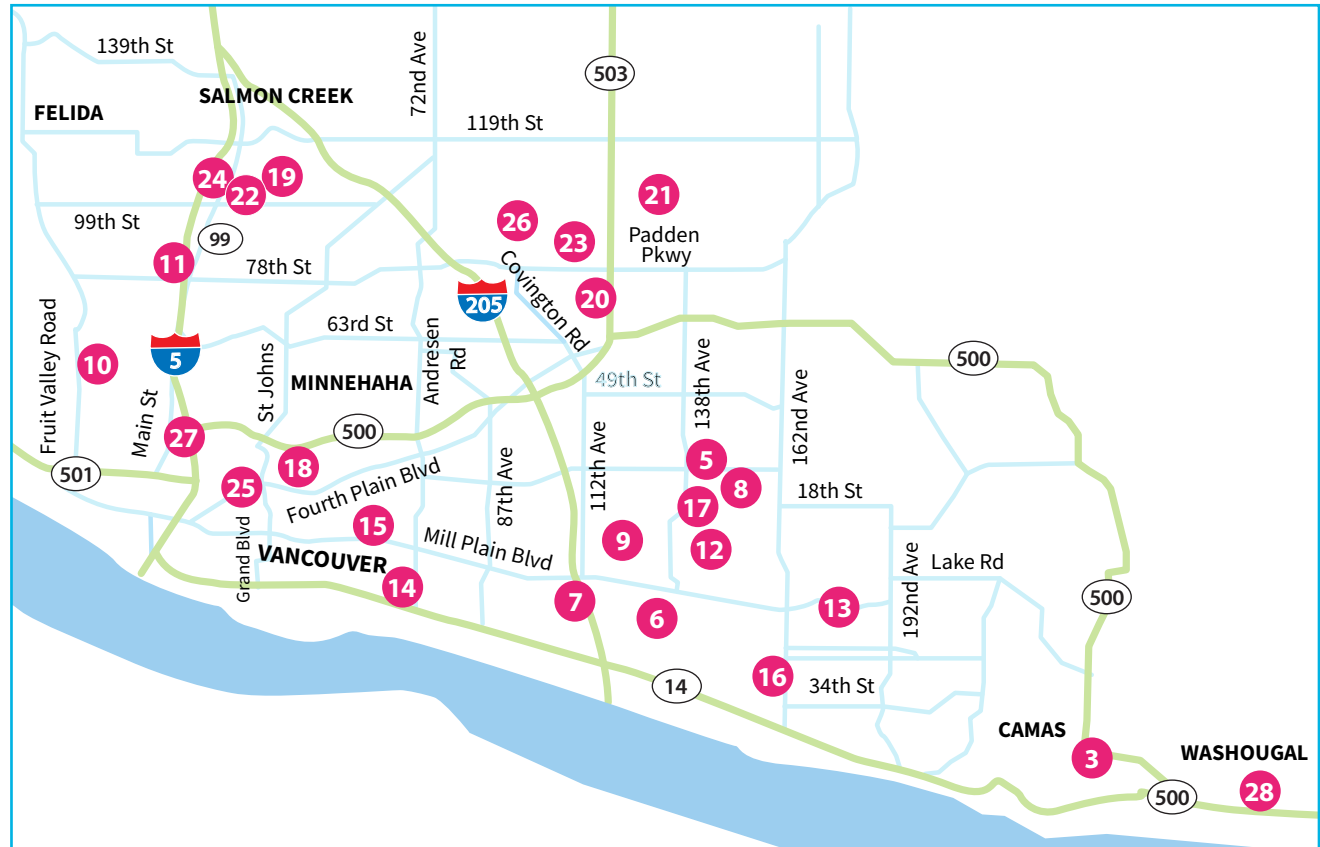 139th St
72nd Ave
503
SALMON CREEK
FELIDA
119th St
24
22
19
21
26
23
Padden
Pkwy
99th St
99
11
78th St
Covington Rd
205
20
63rd St
Fruit Valley Road
5
10
St Johns
MINNEHAHA
Andresen
Rd
49th St
138th Ave
162nd Ave
500
Main St
27
500
112th Ave
501
18
25
Fourth Plain Blvd
87th Ave
5
8
17
18th St
15
Mill Plain Blvd
9
12
Grand Blvd
VANCOUVER
14
192nd Ave
Lake Rd
7
6
13
500
16
14
34th St
CAMAS
3
WASHOUGAL
500
28